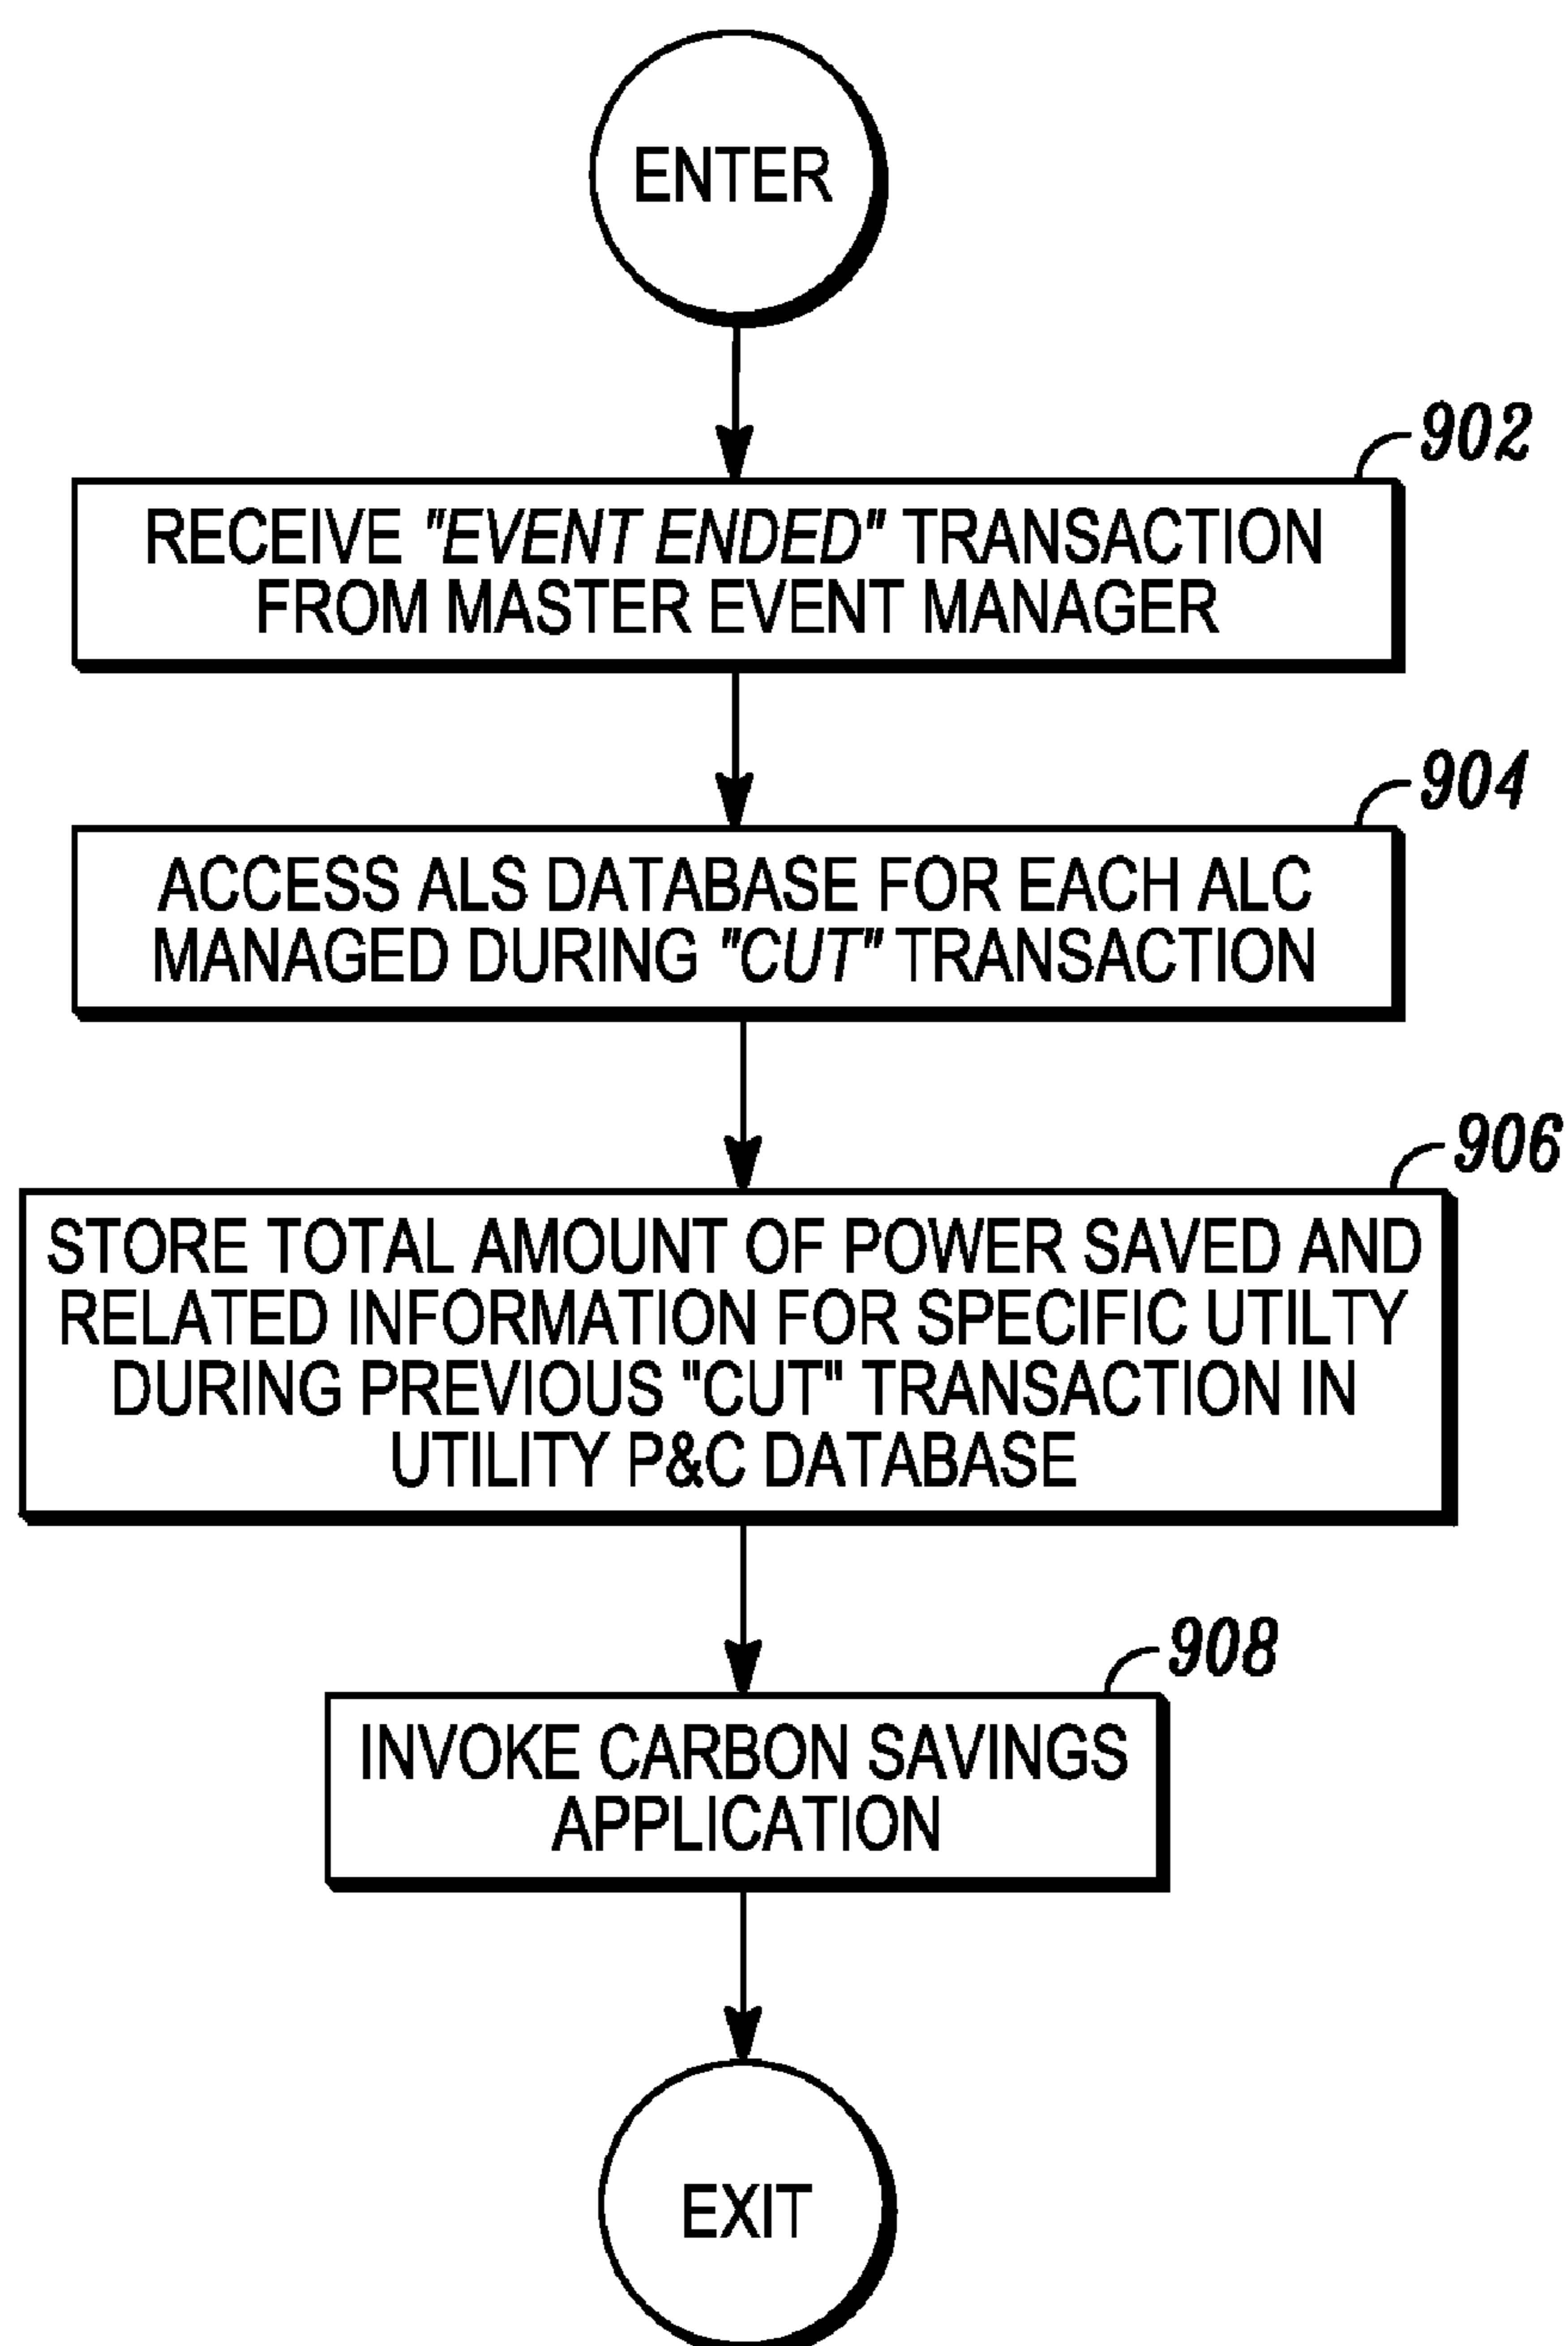 ENTER
902
RECEIVE "EVENT ENDED" TRANSACTION
FROM MASTER EVENT MANAGER
904
ACCESS ALS DATABASE FOR EACH ALC
MANAGED DURING "CUT" TRANSACTION
906
STORE TOTAL AMOUNT OF POWER SAVED AND
RELATED INFORMATION FOR SPECIFIC UTILTY
DURING PREVIOUS "CUT" TRANSACTION IN
UTILITY P&C DATABASE
908
INVOKE CARBON SAVINGS
APPLICATION
EXIT